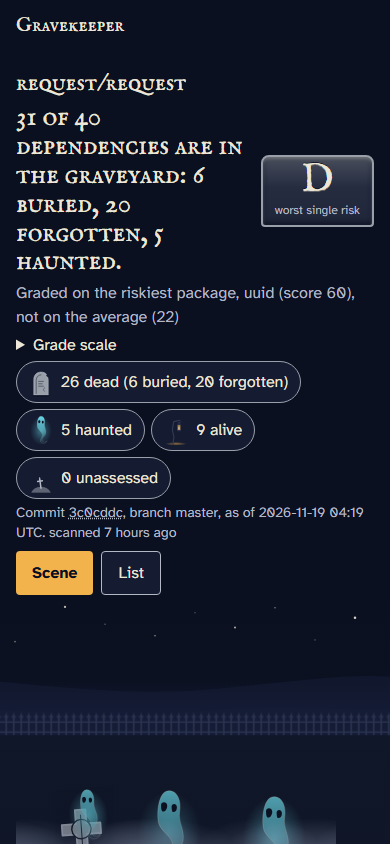 Gravekeeper
request/request
31 of 40
dependencies are in
the graveyard: 6
buried, 20
forgotten, 5
haunted.
D
worst single risk
Graded on the riskiest package, uuid (score 60),
not on the average (22)
Grade scale
26 dead (6 buried, 20 forgotten)
5 haunted
9 alive
0 unassessed
Commit 3c0cddc, branch master, as of 2026-11-19 04:19
UTC. scanned 7 hours ago
Scene
List